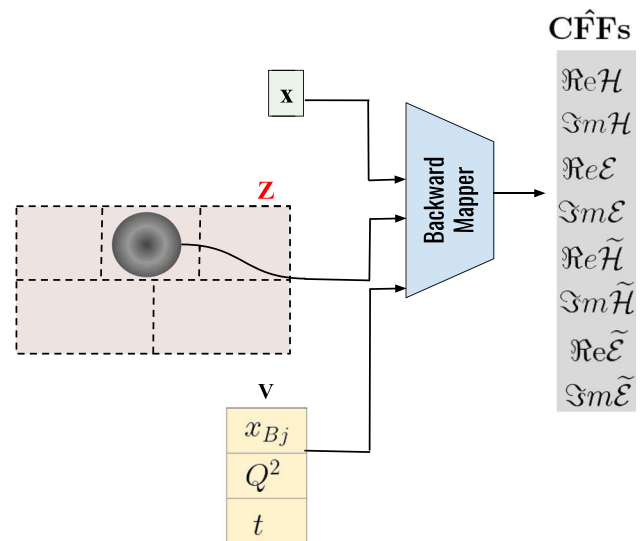 CF̂Fs
x
Z
Backward
Mapper
V
x_{Bj}
Q²
t
ℜeℋ
ℑmℋ
ℜeℰ
ℑmℰ
ℜeℋ̃
ℑmℋ̃
ℜeℰ̃
ℑmℰ̃